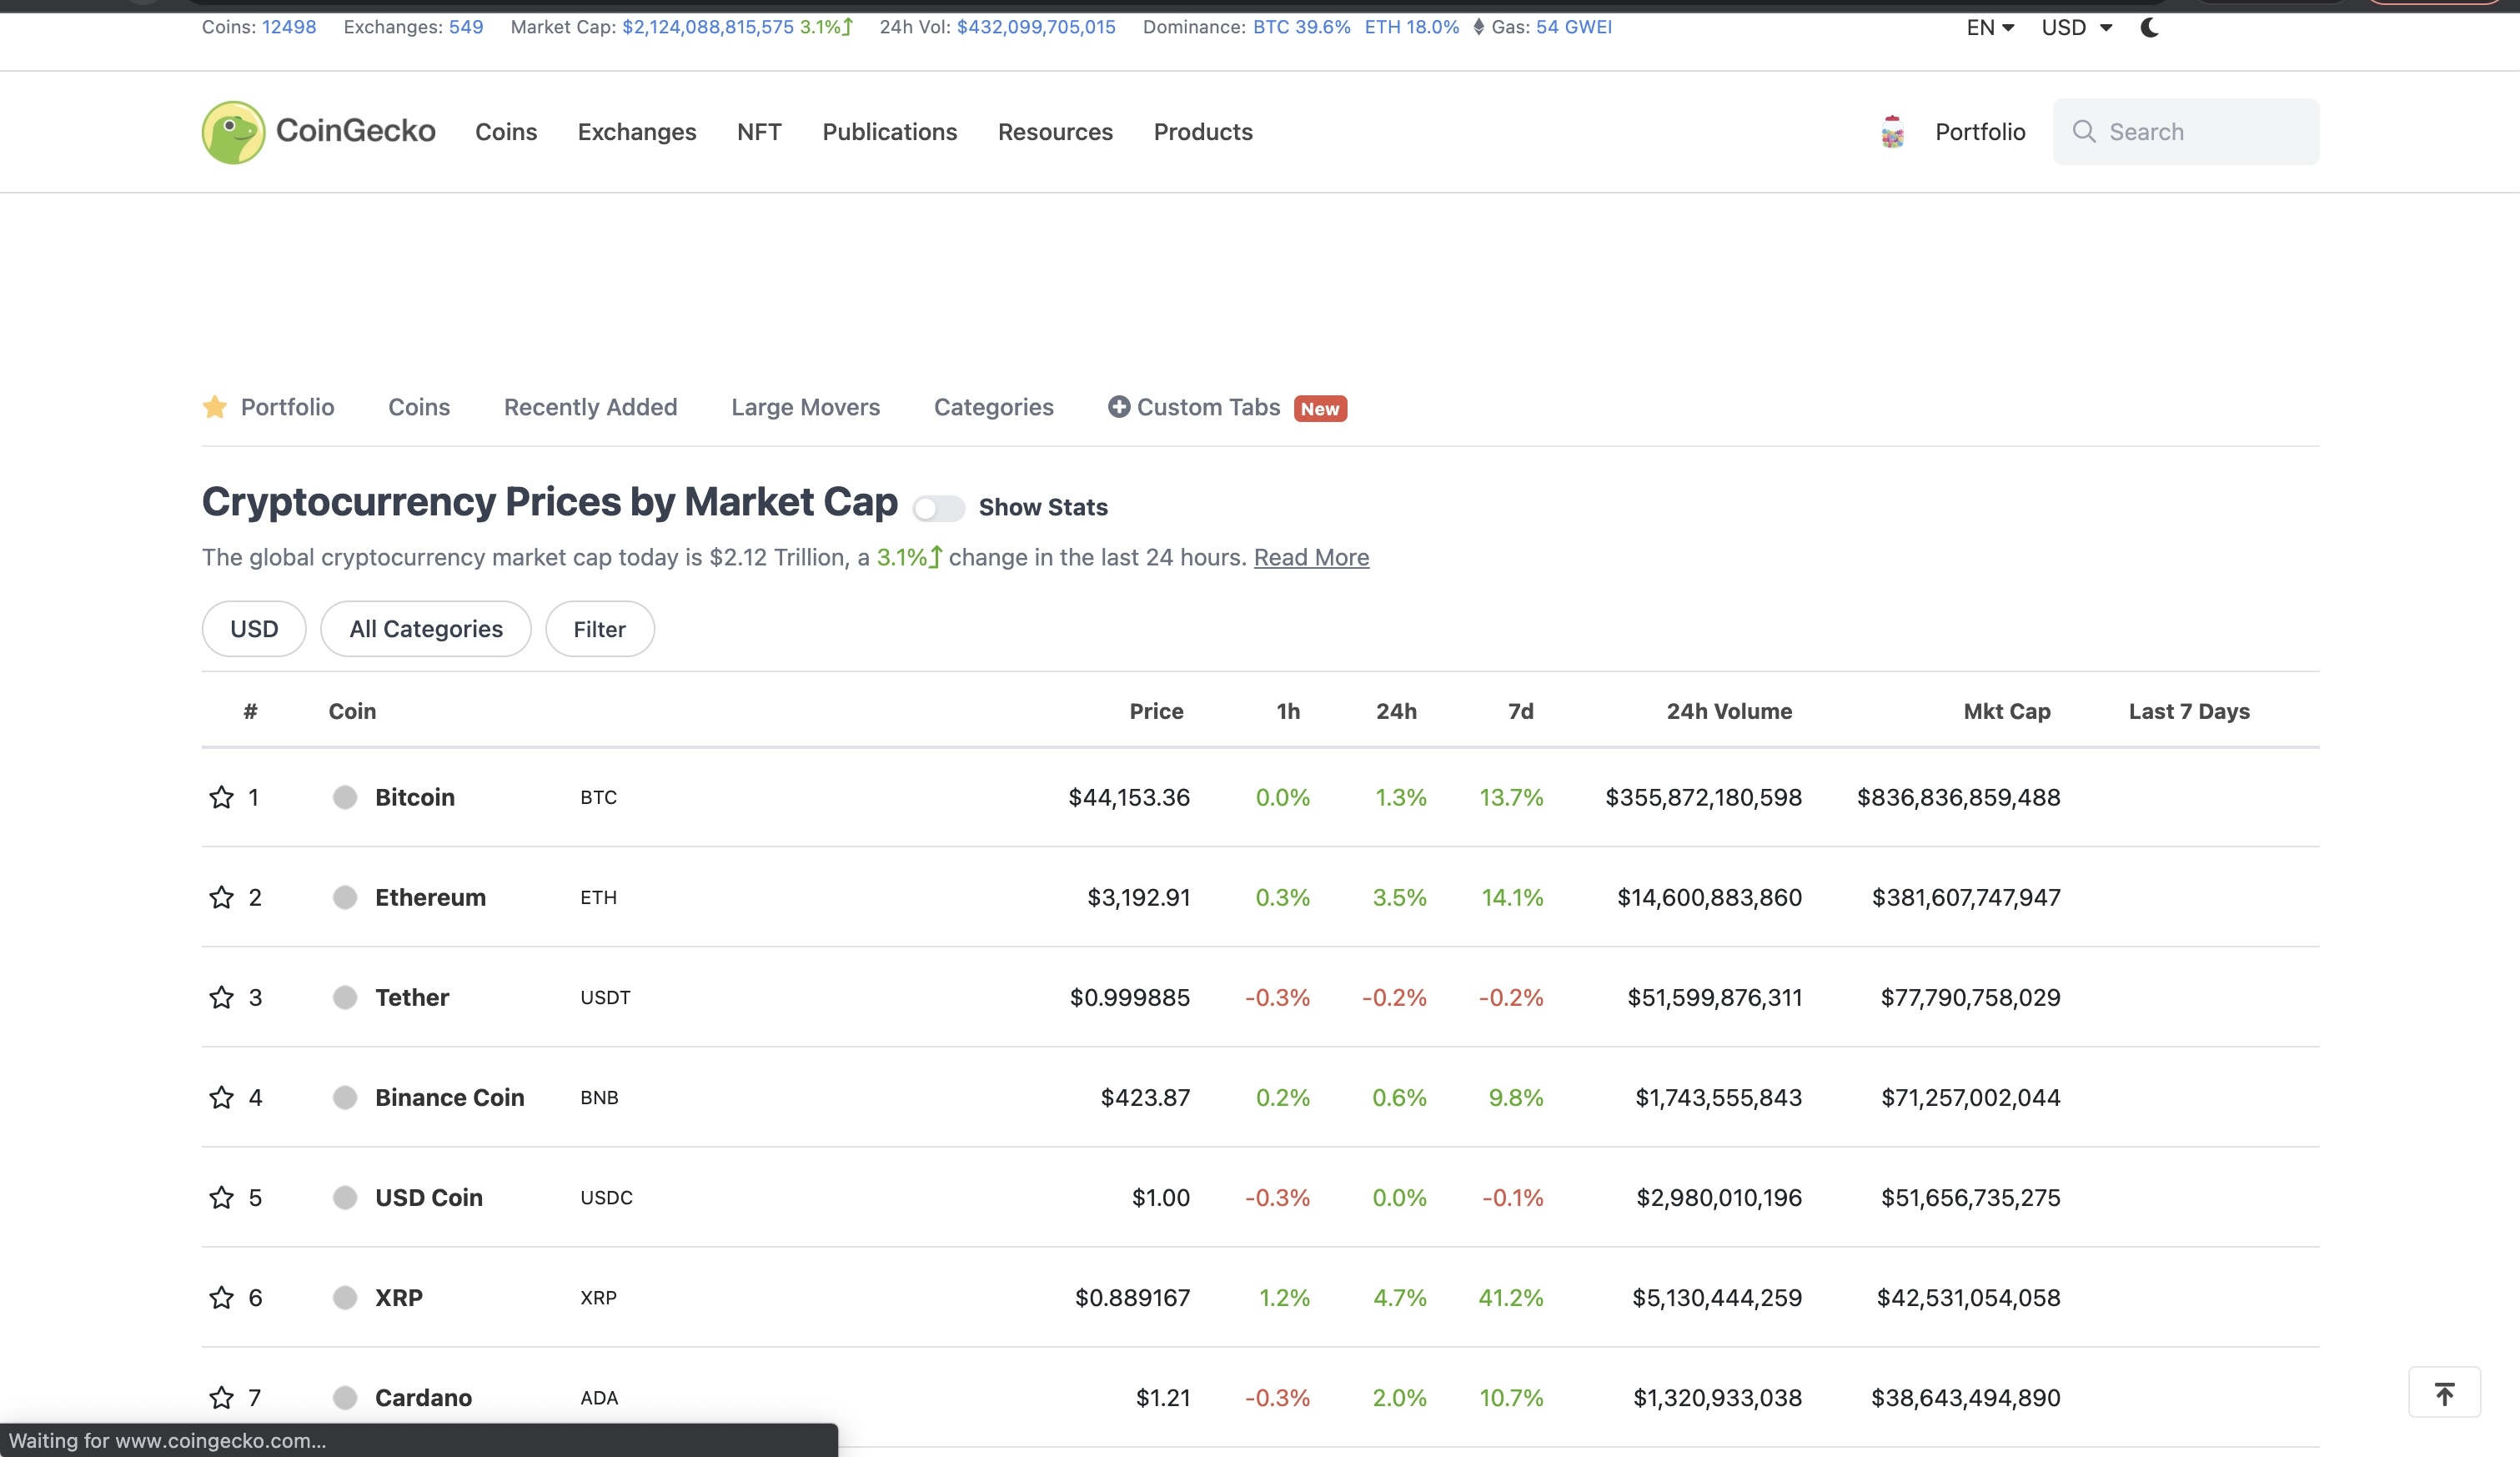 Coins: 12498 Exchanges: 549 Market Cap: $2,124,088,815,575 3.1% 24h Vol: $432,099,705,015 Dominance: BTC 39.6% ETH 18.0% Gas: 54 GWEI EN USD
CoinGecko Coins Exchanges NFT Publications Resources Products Portfolio Search
Portfolio Coins Recently Added Large Movers Categories Custom Tabs New
Cryptocurrency Prices by Market Cap Show Stats
The global cryptocurrency market cap today is $2.12 Trillion, a 3.1% change in the last 24 hours. Read More
USD All Categories Filter
# Coin Price 1h 24h 7d 24h Volume Mkt Cap Last 7 Days
1 Bitcoin BTC $44,153.36 0.0% 1.3% 13.7% $355,872,180,598 $836,836,859,488
2 Ethereum ETH $3,192.91 0.3% 3.5% 14.1% $14,600,883,860 $381,607,747,947
3 Tether USDT $0.999885 -0.3% -0.2% -0.2% $51,599,876,311 $77,790,758,029
4 Binance Coin BNB $423.87 0.2% 0.6% 9.8% $1,743,555,843 $71,257,002,044
5 USD Coin USDC $1.00 -0.3% 0.0% -0.1% $2,980,010,196 $51,656,735,275
6 XRP XRP $0.889167 1.2% 4.7% 41.2% $5,130,444,259 $42,531,054,058
7 Cardano ADA $1.21 -0.3% 2.0% 10.7% $1,320,933,038 $38,643,494,890
Waiting for www.coingecko.com...